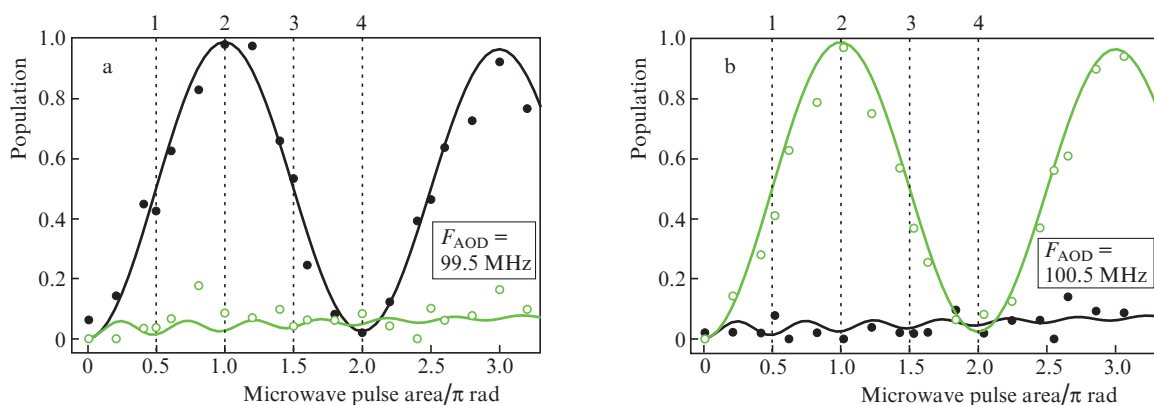 1 2 3 4
1.0
a
0.8
0.6
0.4
0.2
0
Population
F_AOD =
99.5 MHz
0 0.5 1.0 1.5 2.0 2.5 3.0
Microwave pulse area/π rad
1 2 3 4
1.0
b
0.8
0.6
0.4
0.2
0
Population
F_AOD =
100.5 MHz
0 0.5 1.0 1.5 2.0 2.5 3.0
Microwave pulse area/π rad